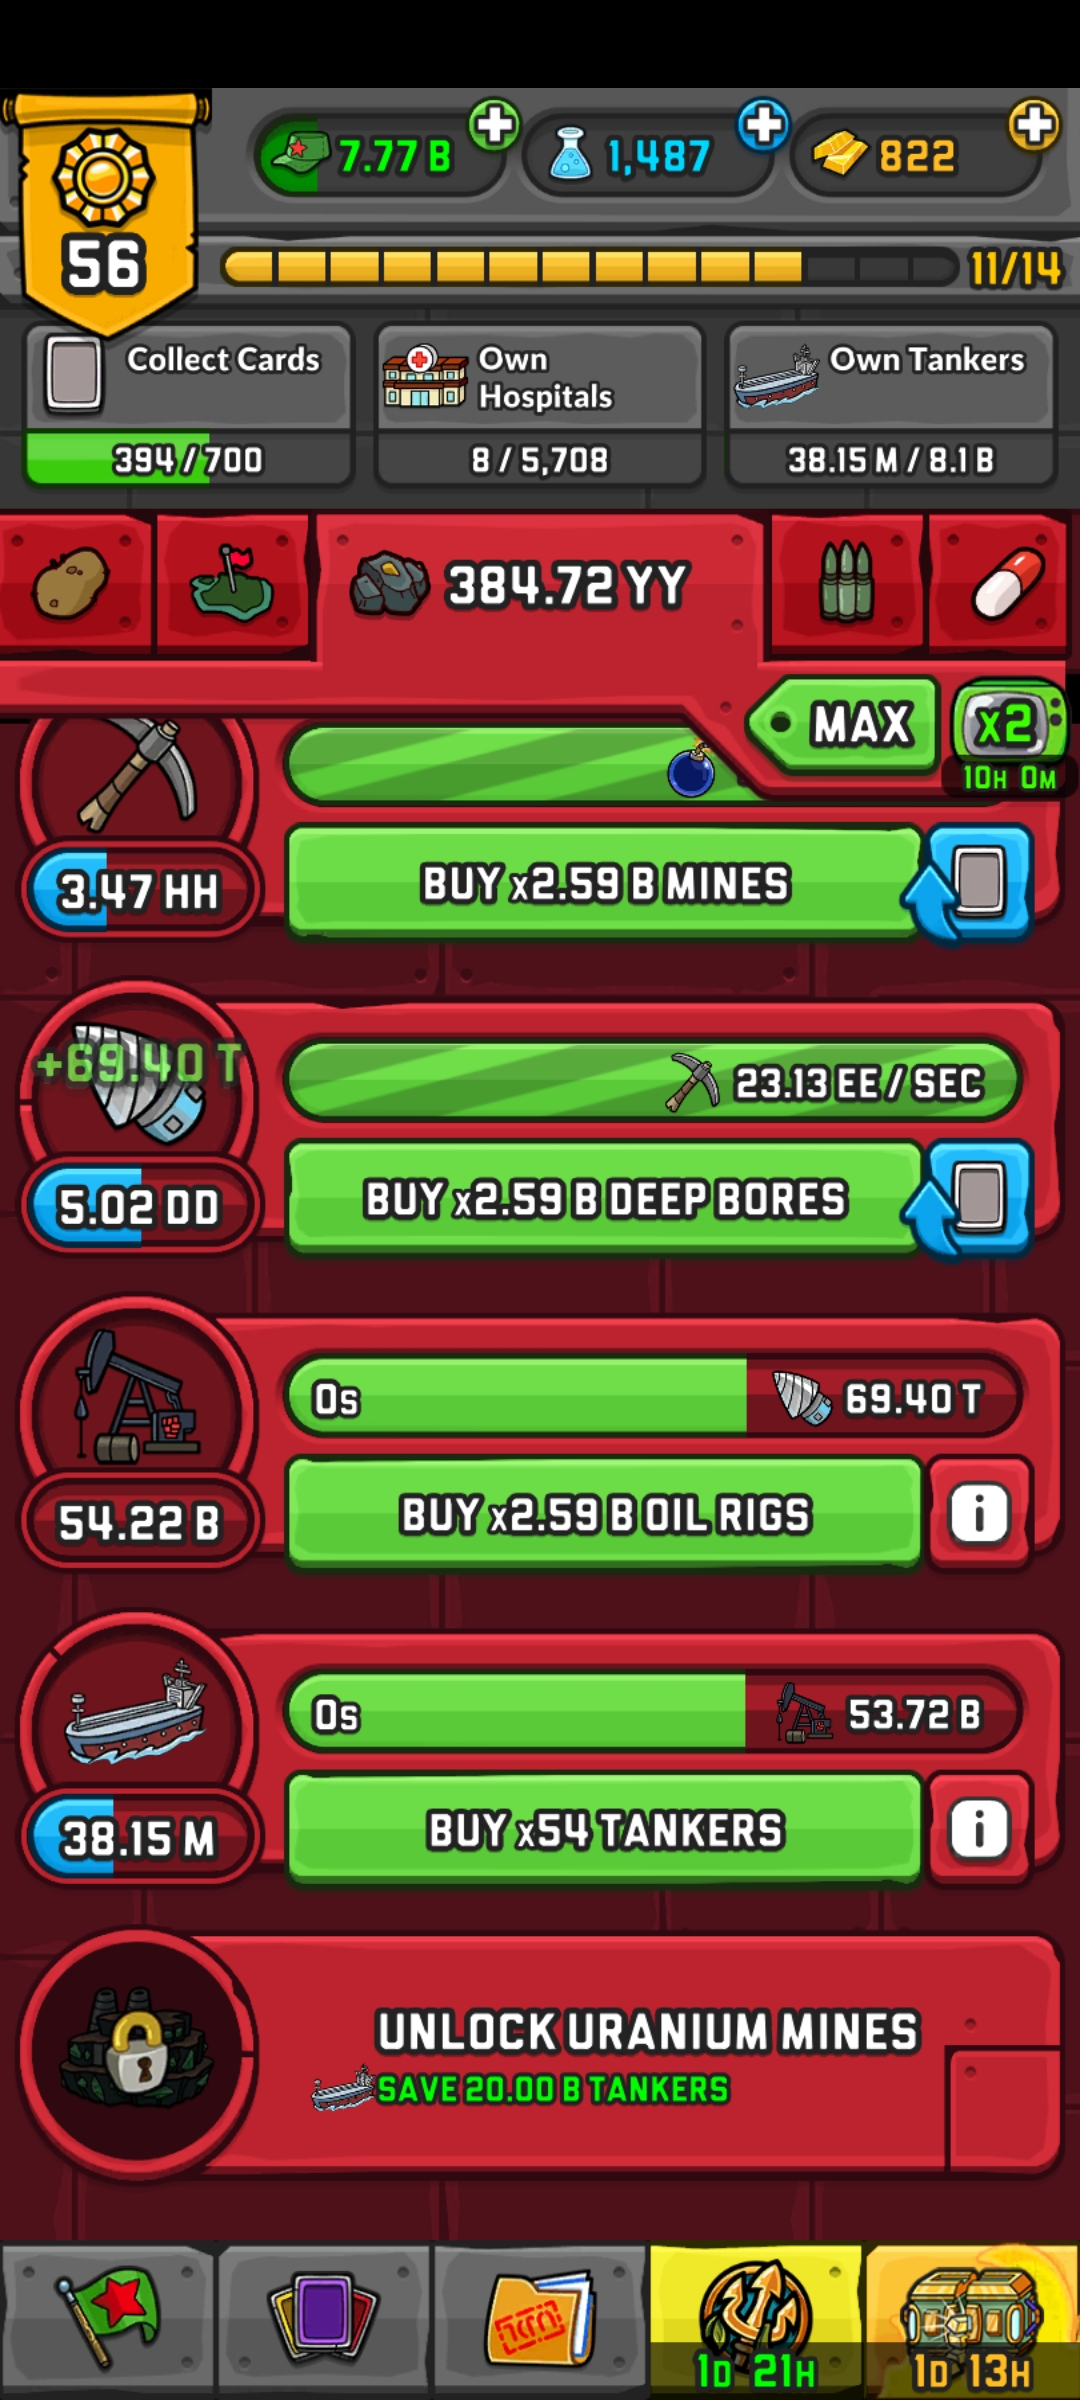 56
7.77 B
1,487
822
11/14
Collect Cards
394 / 700
Own
Hospitals
8 / 5,708
Own Tankers
38.15 M / 8.1 B
384.72 YY
MAX
X2
10H 0M
3.47 HH
BUY x2.59 B MINES
+69.40 T
23.13 EE / SEC
5.02 DD
BUY x2.59 B DEEP BORES
0s
69.40 T
54.22 B
BUY x2.59 B OIL RIGS
i
0s
53.72 B
38.15 M
BUY x54 TANKERS
i
UNLOCK URANIUM MINES
SAVE 20.00 B TANKERS
1D 21H
1D 13H